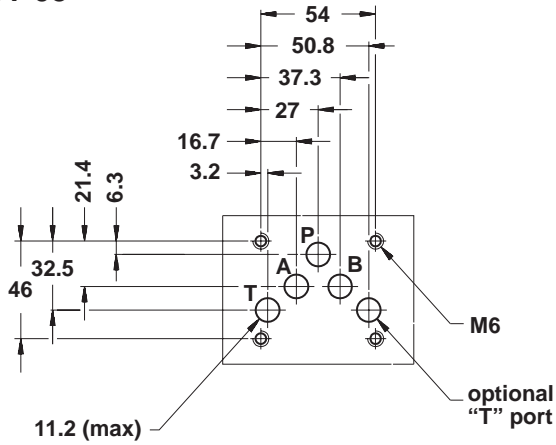 54
50.8
37.3
27
16.7
3.2
21.4
6.3
P
32.5
A
B
46
T
M6
optional
“T” port
11.2 (max)